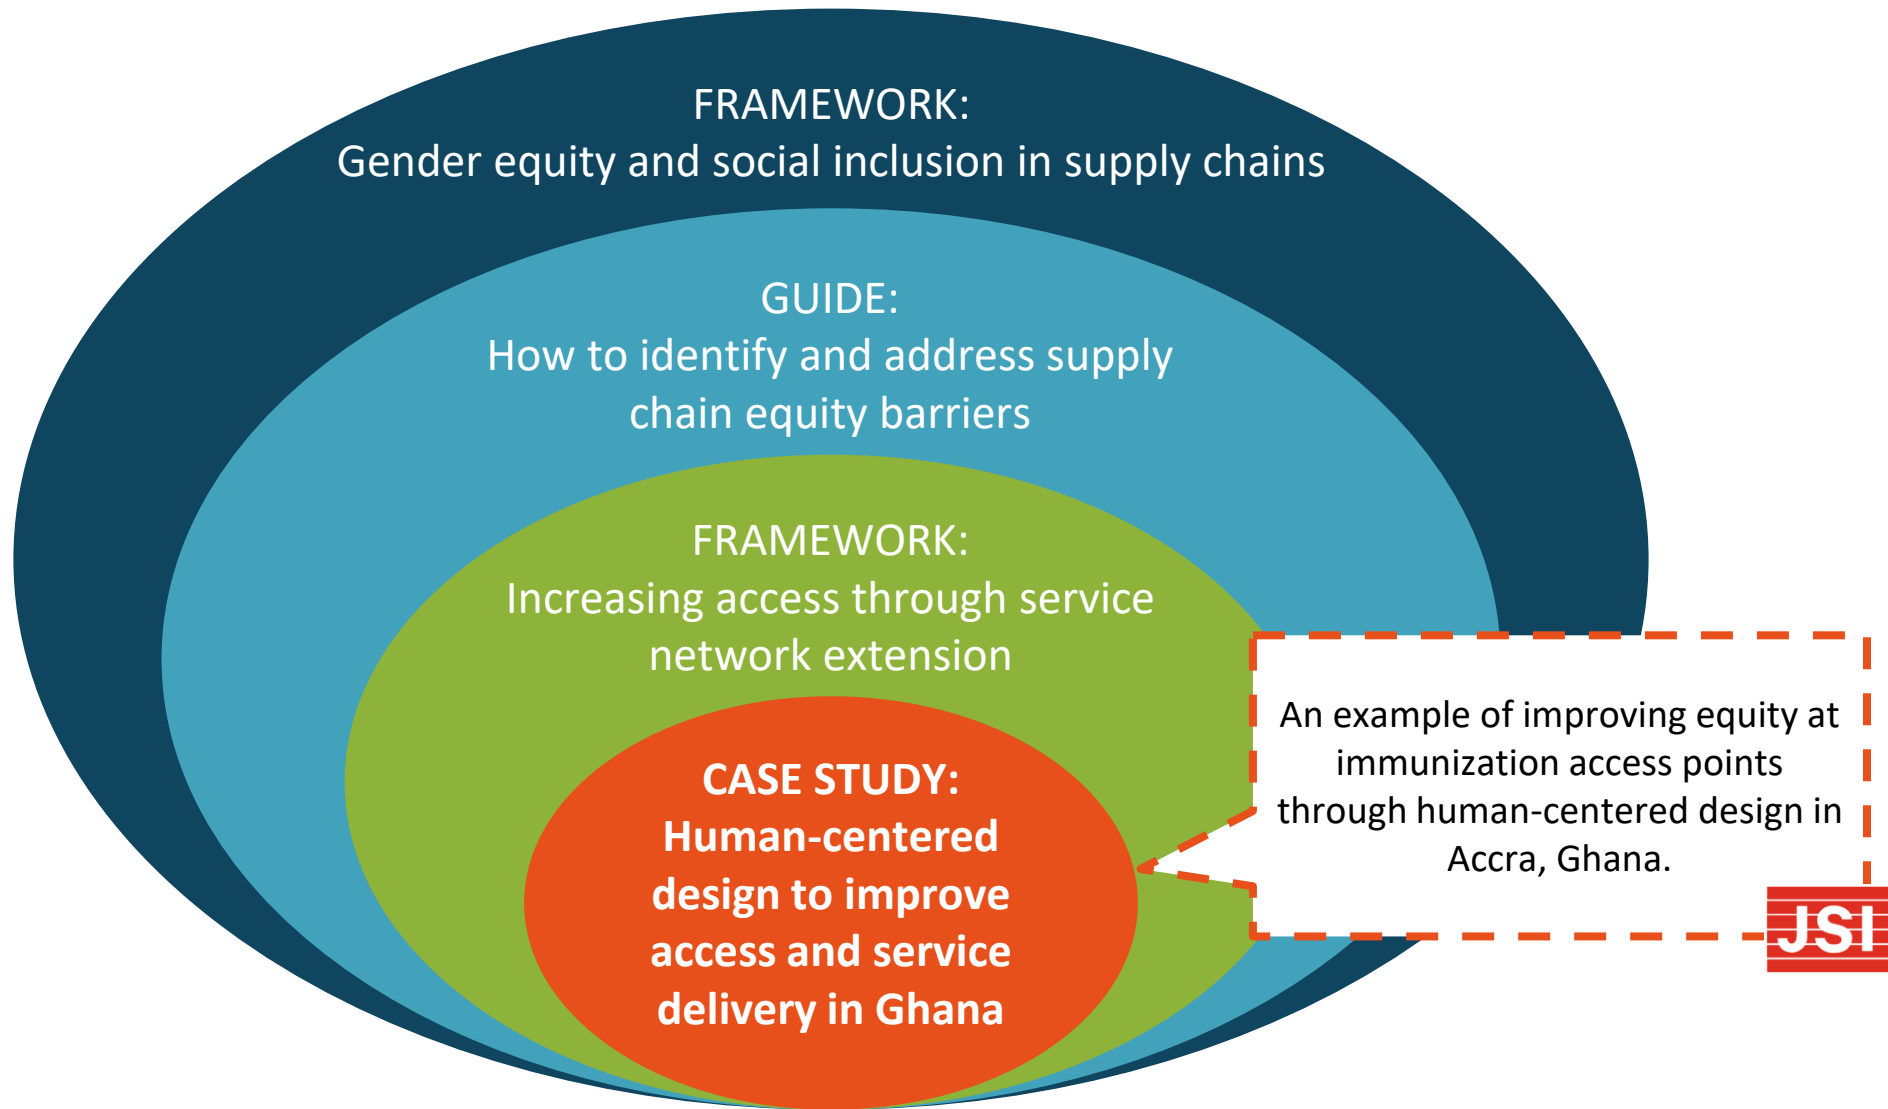 FRAMEWORK:
Gender equity and social inclusion in supply chains
GUIDE:
How to identify and address supply
chain equity barriers
FRAMEWORK:
Increasing access through service
network extension
CASE STUDY:
Human-centered
design to improve
access and service
delivery in Ghana
An example of improving equity at
immunization access points
through human-centered design in
Accra, Ghana.
JSI